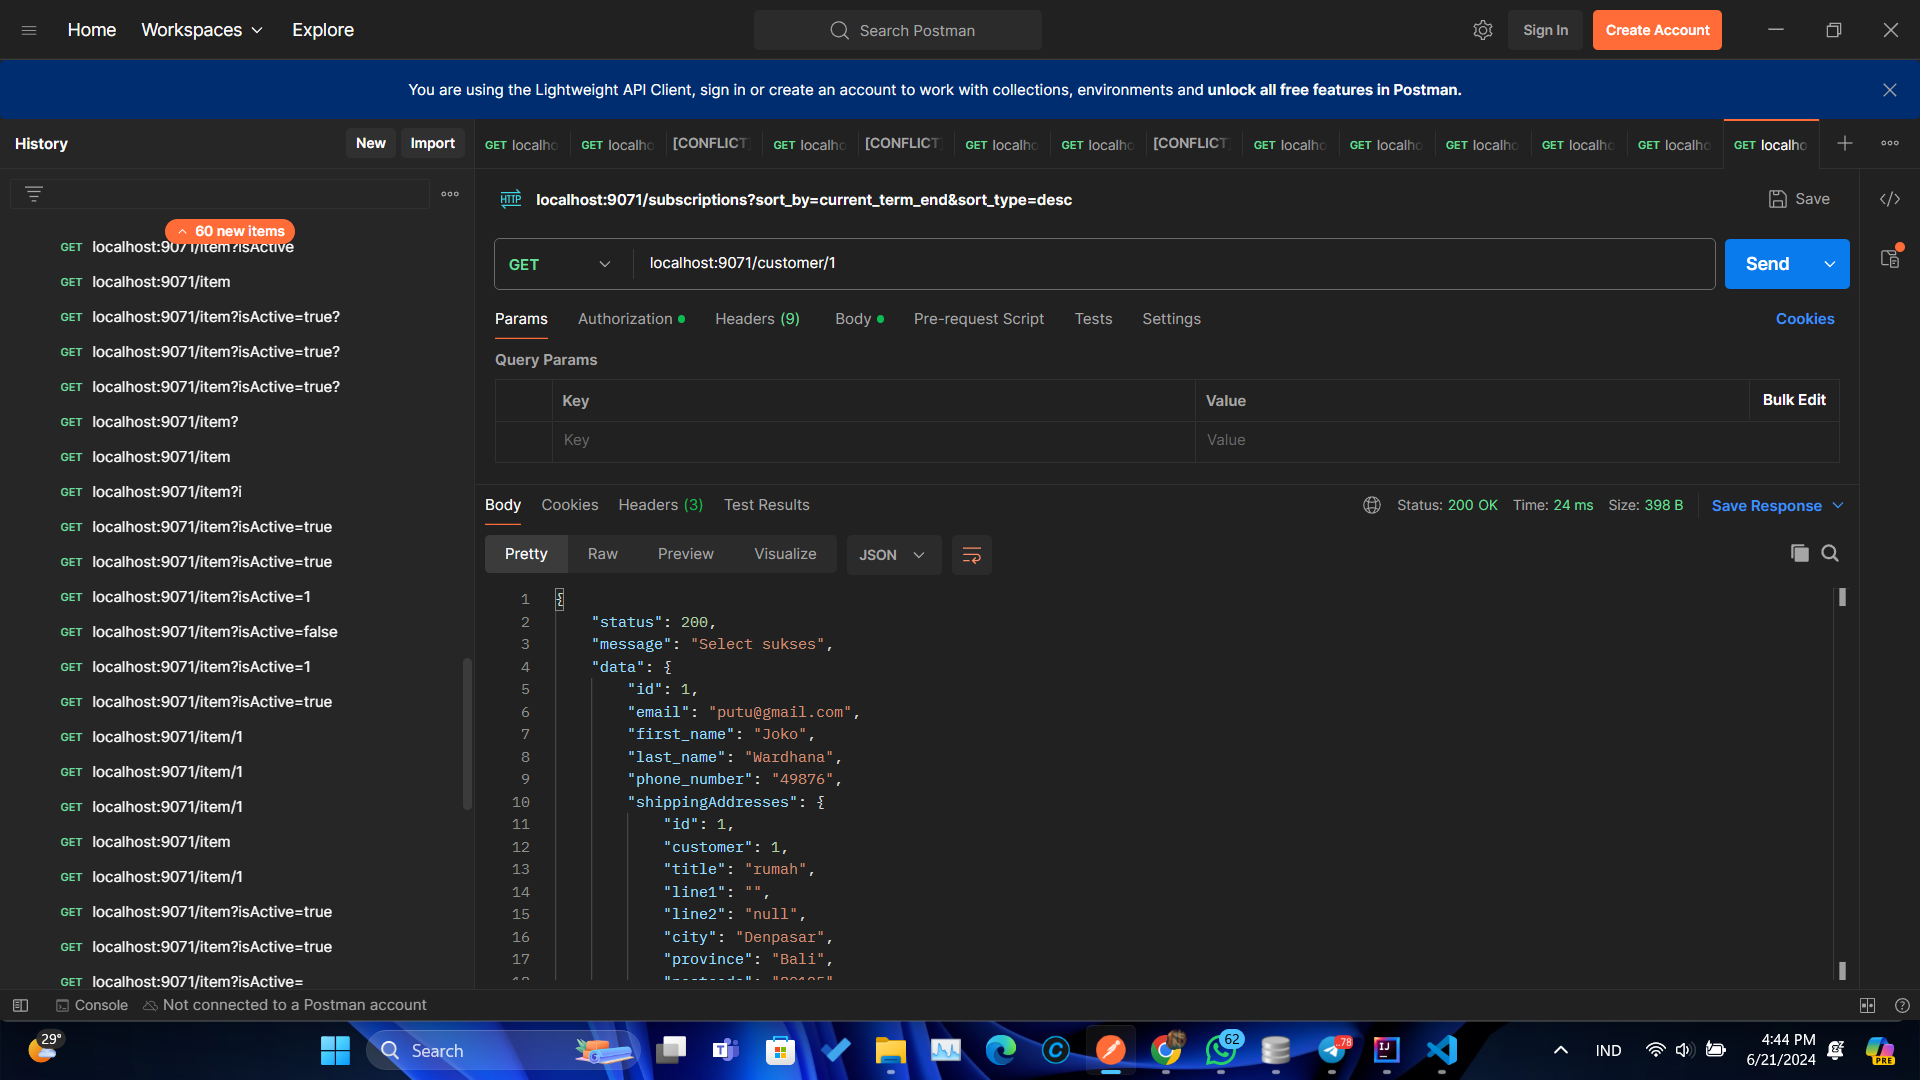 Home
Workspaces
Explore
Search Postman
Sign In
Create Account
You are using the Lightweight API Client, sign in or create an account to work with collections, environments and unlock all free features in Postman.
History
New
Import
GET localho
GET localho
[CONFLICT]
GET localho
[CONFLICT]
GET localho
GET localho
[CONFLICT]
GET localho
GET localho
GET localho
GET localho
GET localho
GET localho
60 new items
GET localhost:9071/item?isActive
GET localhost:9071/item
GET localhost:9071/item?isActive=true?
GET localhost:9071/item?isActive=true?
GET localhost:9071/item?isActive=true?
GET localhost:9071/item?
GET localhost:9071/item
GET localhost:9071/item?i
GET localhost:9071/item?isActive=true
GET localhost:9071/item?isActive=true
GET localhost:9071/item?isActive=1
GET localhost:9071/item?isActive=false
GET localhost:9071/item?isActive=1
GET localhost:9071/item?isActive=true
GET localhost:9071/item/1
GET localhost:9071/item/1
GET localhost:9071/item/1
GET localhost:9071/item
GET localhost:9071/item/1
GET localhost:9071/item?isActive=true
GET localhost:9071/item?isActive=true
GET localhost:9071/item?isActive=
HTTP localhost:9071/subscriptions?sort_by=current_term_end&sort_type=desc
Save
</>
GET localhost:9071/customer/1
Send
Params Authorization Headers (9) Body Pre-request Script Tests Settings
Cookies
Query Params
Key Value Bulk Edit
Key Value
Body Cookies Headers (3) Test Results
Status: 200 OK Time: 24 ms Size: 398 B Save Response
Pretty Raw Preview Visualize JSON
1 {
2 "status": 200,
3 "message": "Select sukses",
4 "data": {
5 "id": 1,
6 "email": "putu@gmail.com",
7 "first_name": "Joko",
8 "last_name": "Wardhana",
9 "phone_number": "49876",
10 "shippingAddresses": {
11 "id": 1,
12 "customer": 1,
13 "title": "rumah",
14 "line1": "",
15 "line2": "null",
16 "city": "Denpasar",
17 "province": "Bali",
Console
Not connected to a Postman account
29°
Search
62
78
IND
4:44 PM
6/21/2024
PRE